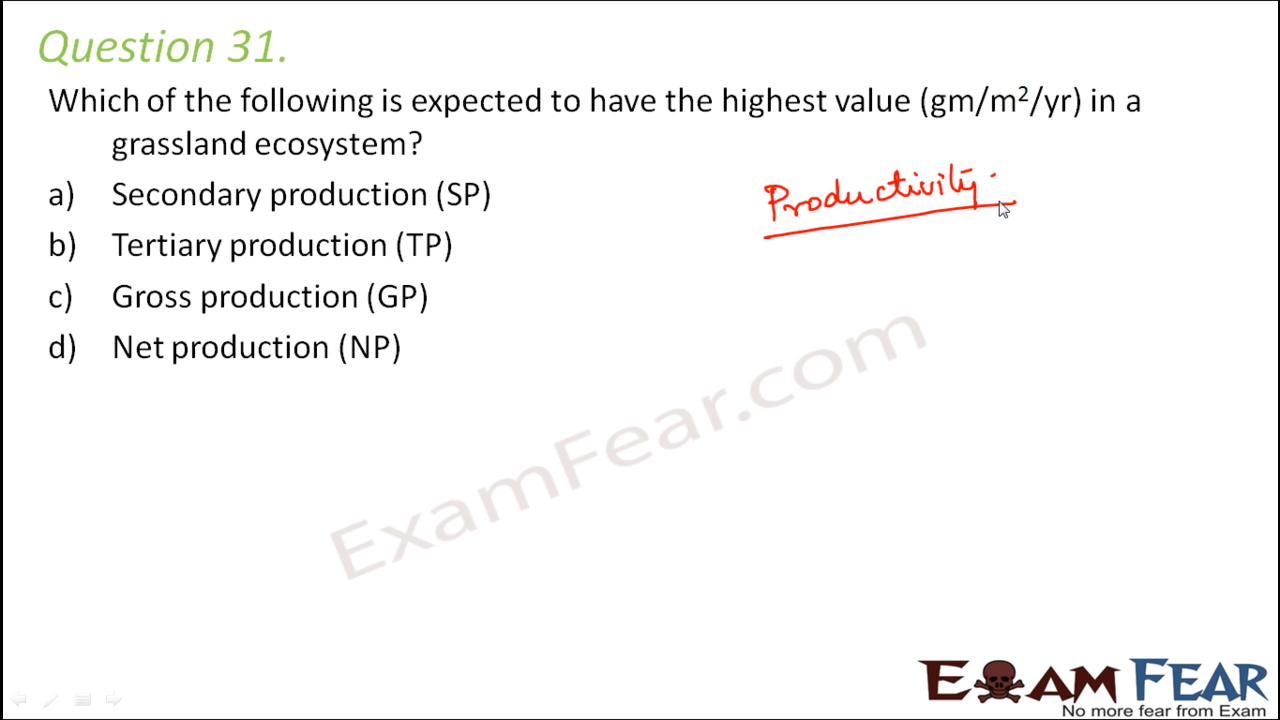 Question 31.
Which of the following is expected to have the highest value (gm/m²/yr) in a
grassland ecosystem?
a) Secondary production (SP)
b) Tertiary production (TP)
c) Gross production (GP)
d) Net production (NP)
Productivity.
ExamFear.com
EXAM FEAR
No more fear from Exam